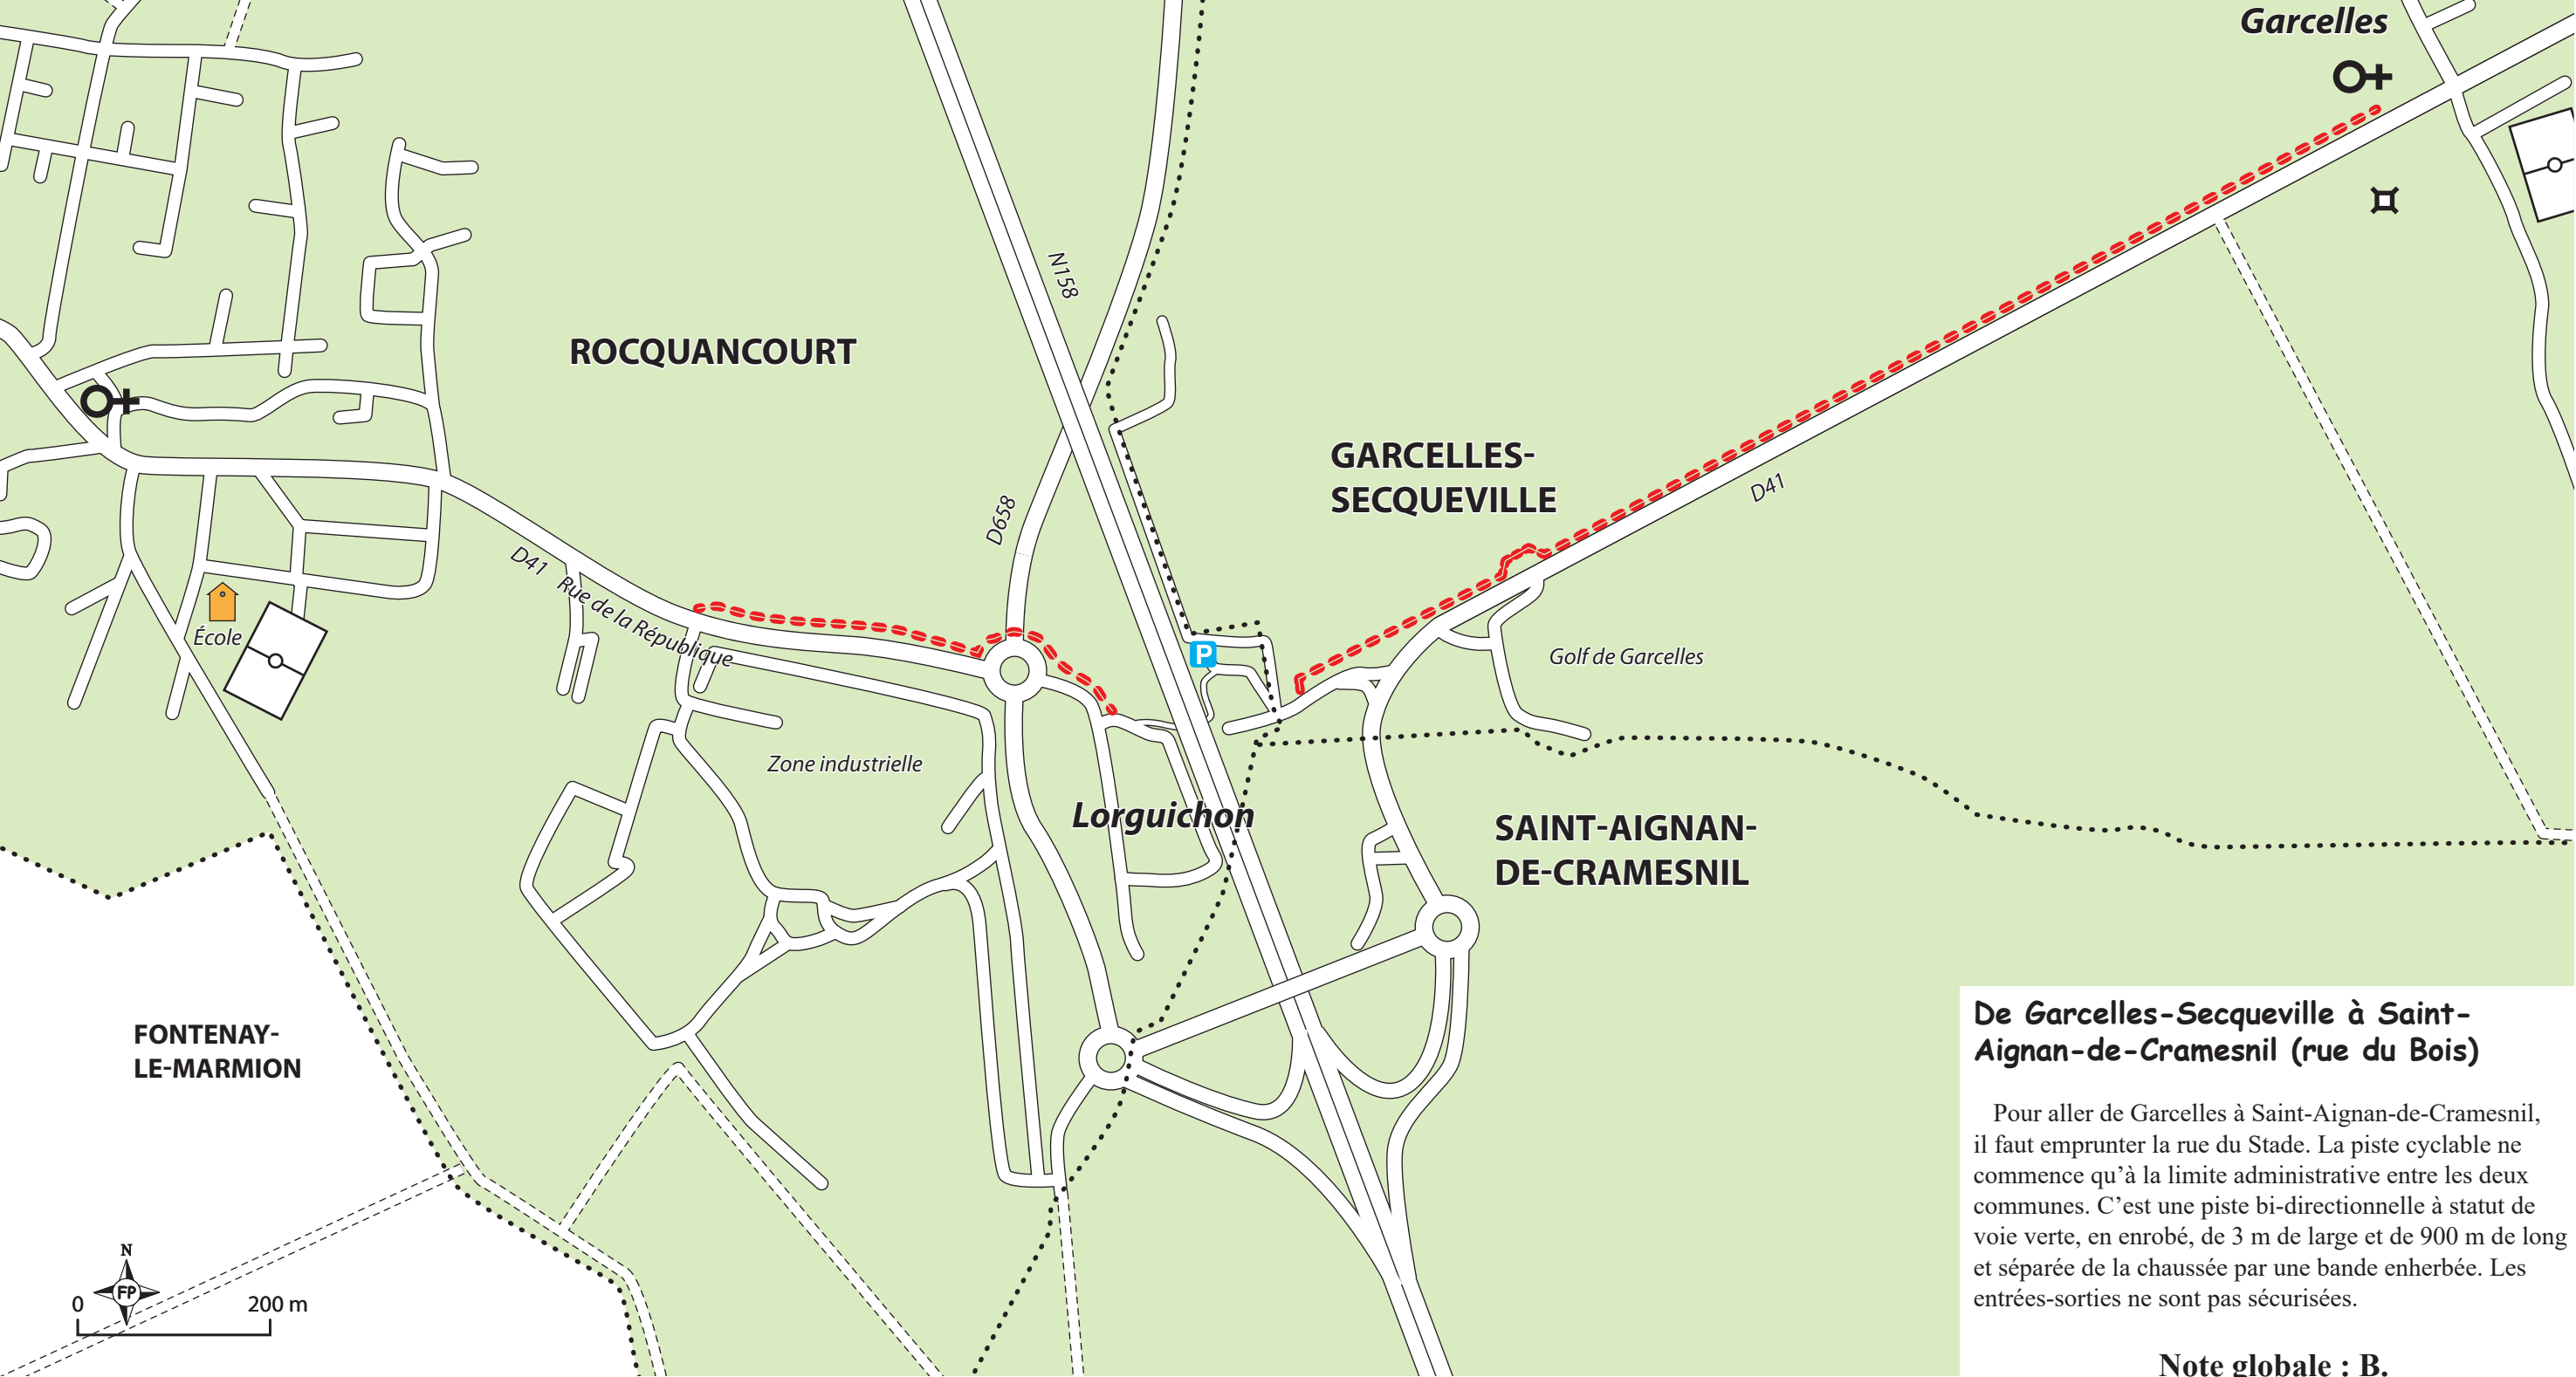 Garcelles
N158
ROCQUANCOURT
GARCELLES-
SECQUEVILLE
D658
D41
D41 Rue de la République
École
P
Golf de Garcelles
Zone industrielle
Lorguichon
SAINT-AIGNAN-
DE-CRAMESNIL
FONTENAY-
LE-MARMION
N
FP
0 200 m
De Garcelles-Secqueville à Saint-
Aignan-de-Cramesnil (rue du Bois)
Pour aller de Garcelles à Saint-Aignan-de-Cramesnil,
il faut emprunter la rue du Stade. La piste cyclable ne
commence qu’à la limite administrative entre les deux
communes. C’est une piste bi-directionnelle à statut de
voie verte, en enrobé, de 3 m de large et de 900 m de long
et séparée de la chaussée par une bande enherbée. Les
entrées-sorties ne sont pas sécurisées.
Note globale : B.